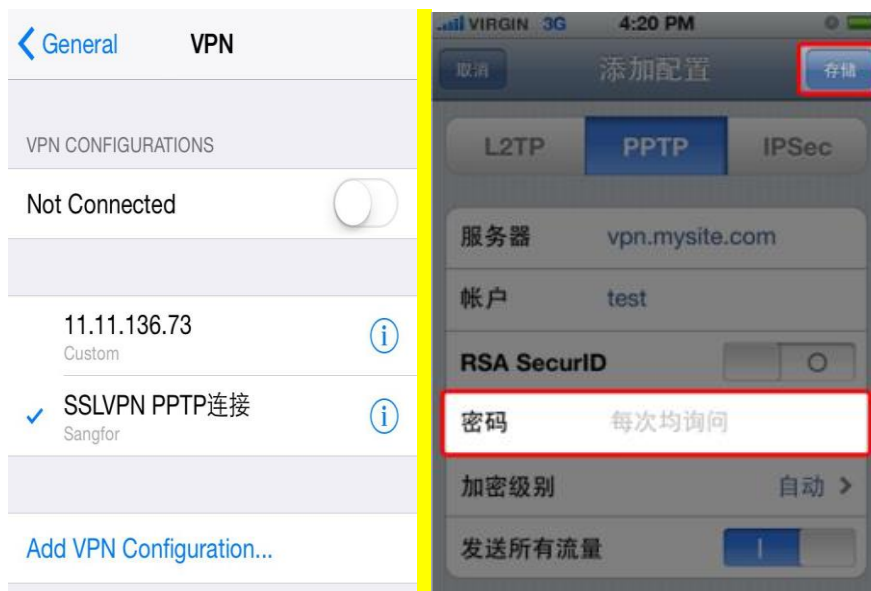 General
VPN
VPN CONFIGURATIONS
Not Connected
11.11.136.73
Custom
SSLVPN PPTP连接
Sangfor
Add VPN Configuration...
VIRGIN 3G 4:20 PM
取消 添加配置 存储
L2TP PPTP IPSec
服务器 vpn.mysite.com
帐户 test
RSA SecurID
密码 每次均询问
加密级别 自动
发送所有流量